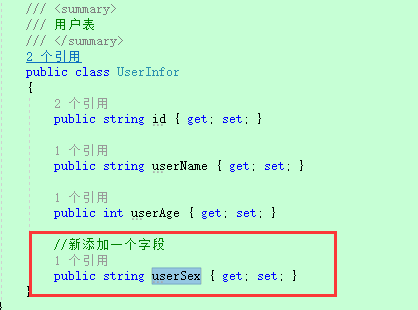 /// <summary>
/// 用户表
/// </summary>
2 个引用
public class UserInfor
{
2 个引用
public string id { get; set; }
1 个引用
public string userName { get; set; }
1 个引用
public int userAge { get; set; }
//新添加一个字段
1 个引用
public string userSex { get; set; }
}
}